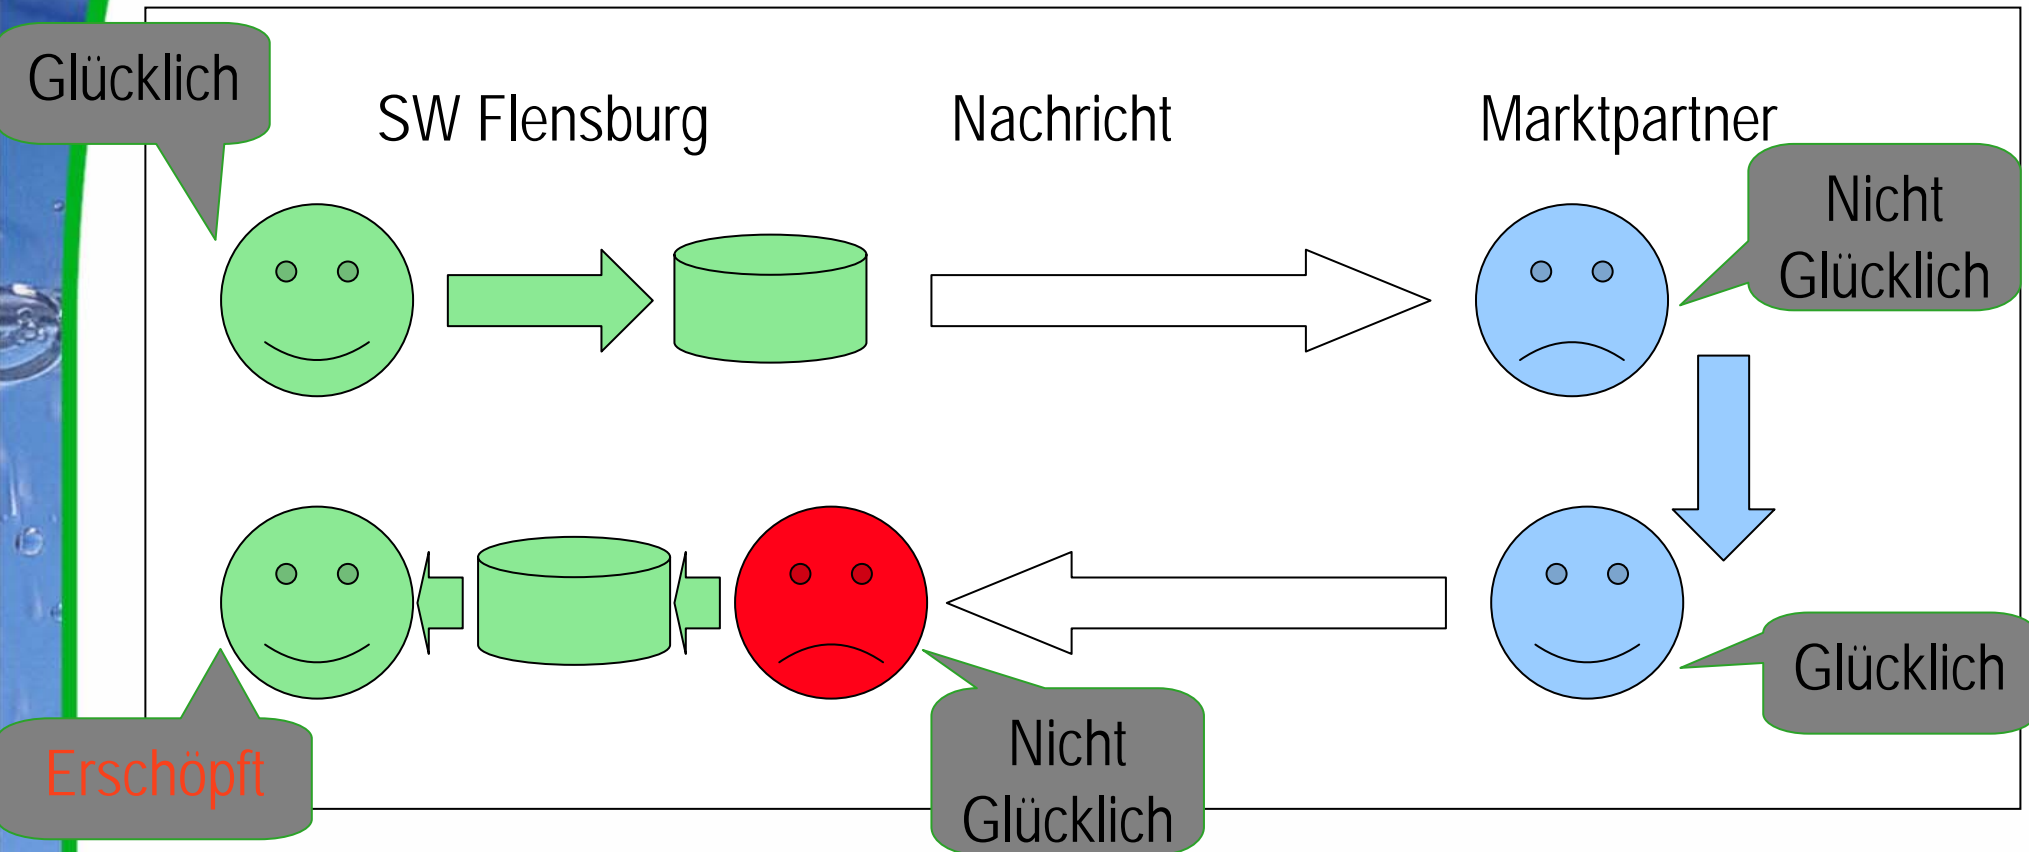 Glücklich
SW Flensburg
Nachricht
Marktpartner
Nicht
Glücklich
Glücklich
Erschöpft
Nicht
Glücklich